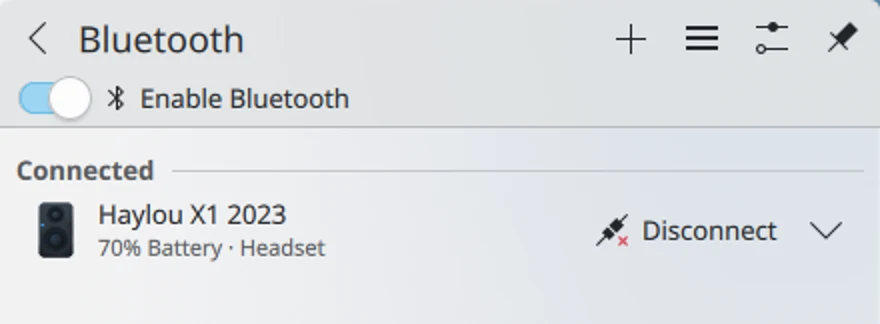 Bluetooth
Enable Bluetooth
Connected
Haylou X1 2023
70% Battery · Headset
Disconnect